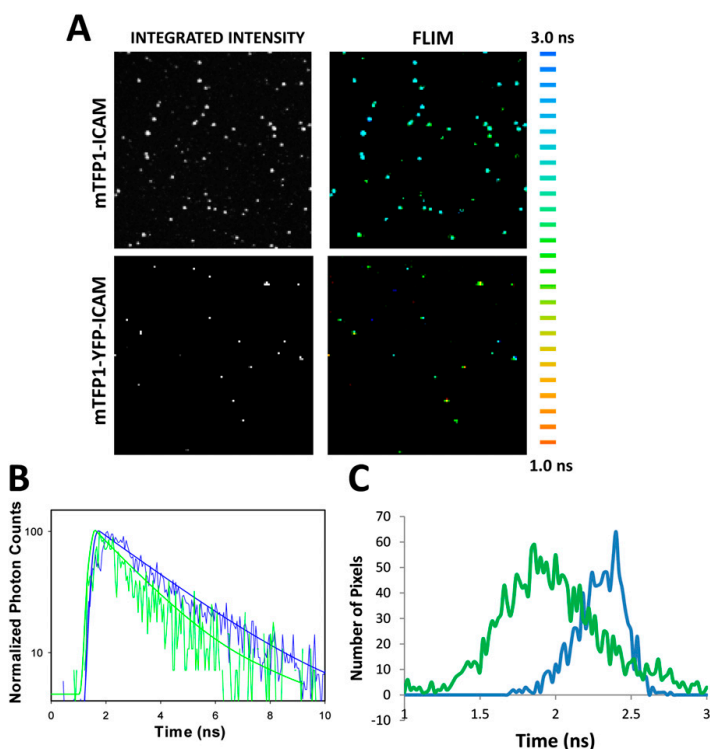 A
INTEGRATED INTENSITY
FLIM
3.0 ns
mTFP1-ICAM
mTFP1-YFP-ICAM
1.0 ns
B
Normalized Photon Counts
100
10
0 2 4 6 8 10
Time (ns)
C
Number of Pixels
70
60
50
40
30
20
10
0
-10
1 1.5 2 2.5 3
Time (ns)